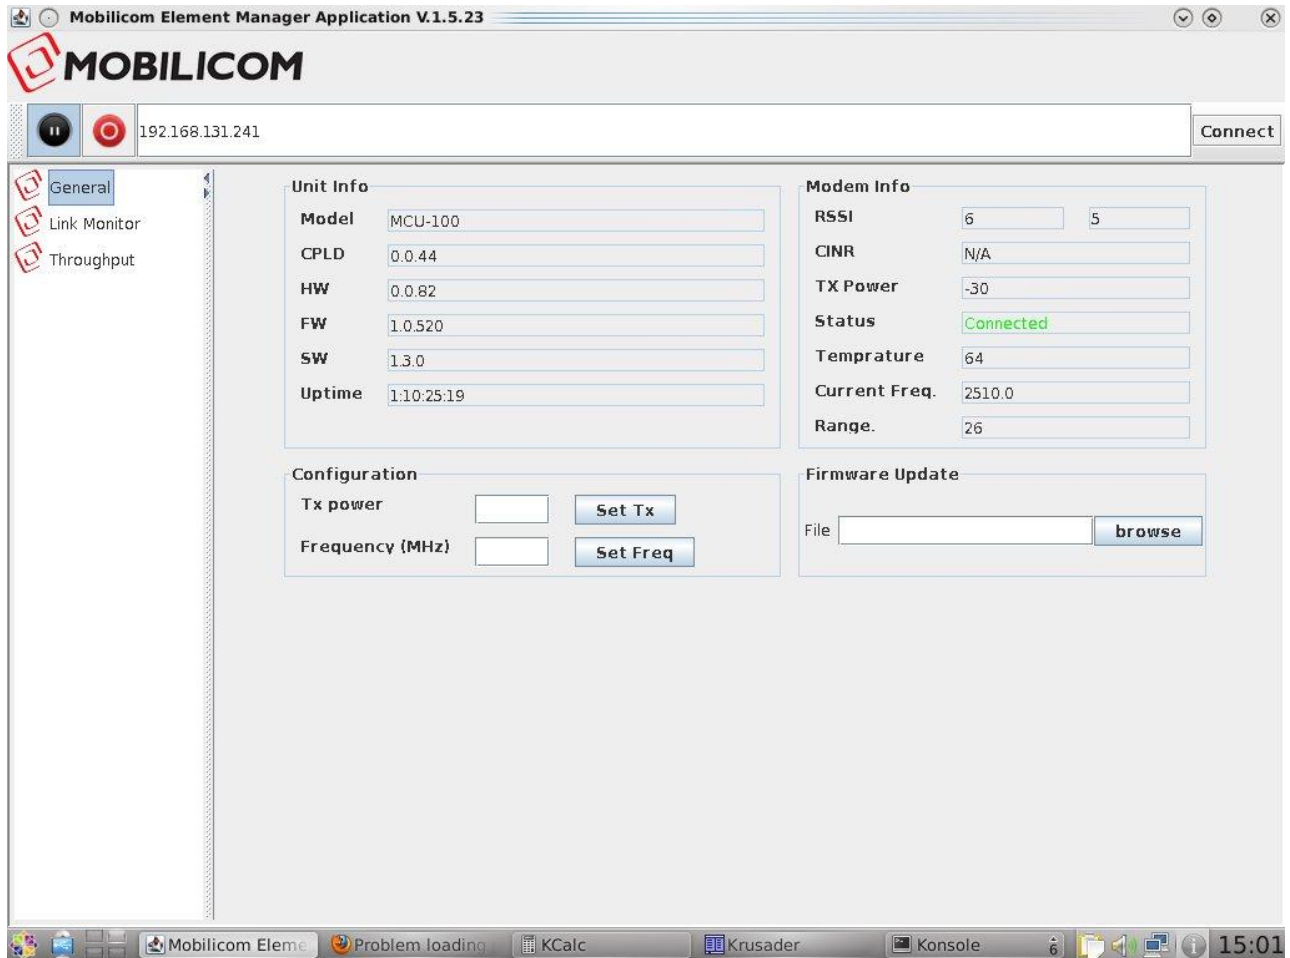 Mobilicom Element Manager Application V.1.5.23
MOBILICOM
192.168.131.241
Connect
General
Link Monitor
Throughput
Unit Info
Model MCU-100
CPLD 0.0.44
HW 0.0.82
FW 1.0.520
SW 1.3.0
Uptime 1:10:25:19
Modem Info
RSSI 6 5
CINR N/A
TX Power -30
Status Connected
Temprature 64
Current Freq. 2510.0
Range. 26
Configuration
Tx power Set Tx
Frequency (MHz) Set Freq
Firmware Update
File browse
Mobilicom Eleme Problem loading KCalc Krusader Konsole 6 15:01